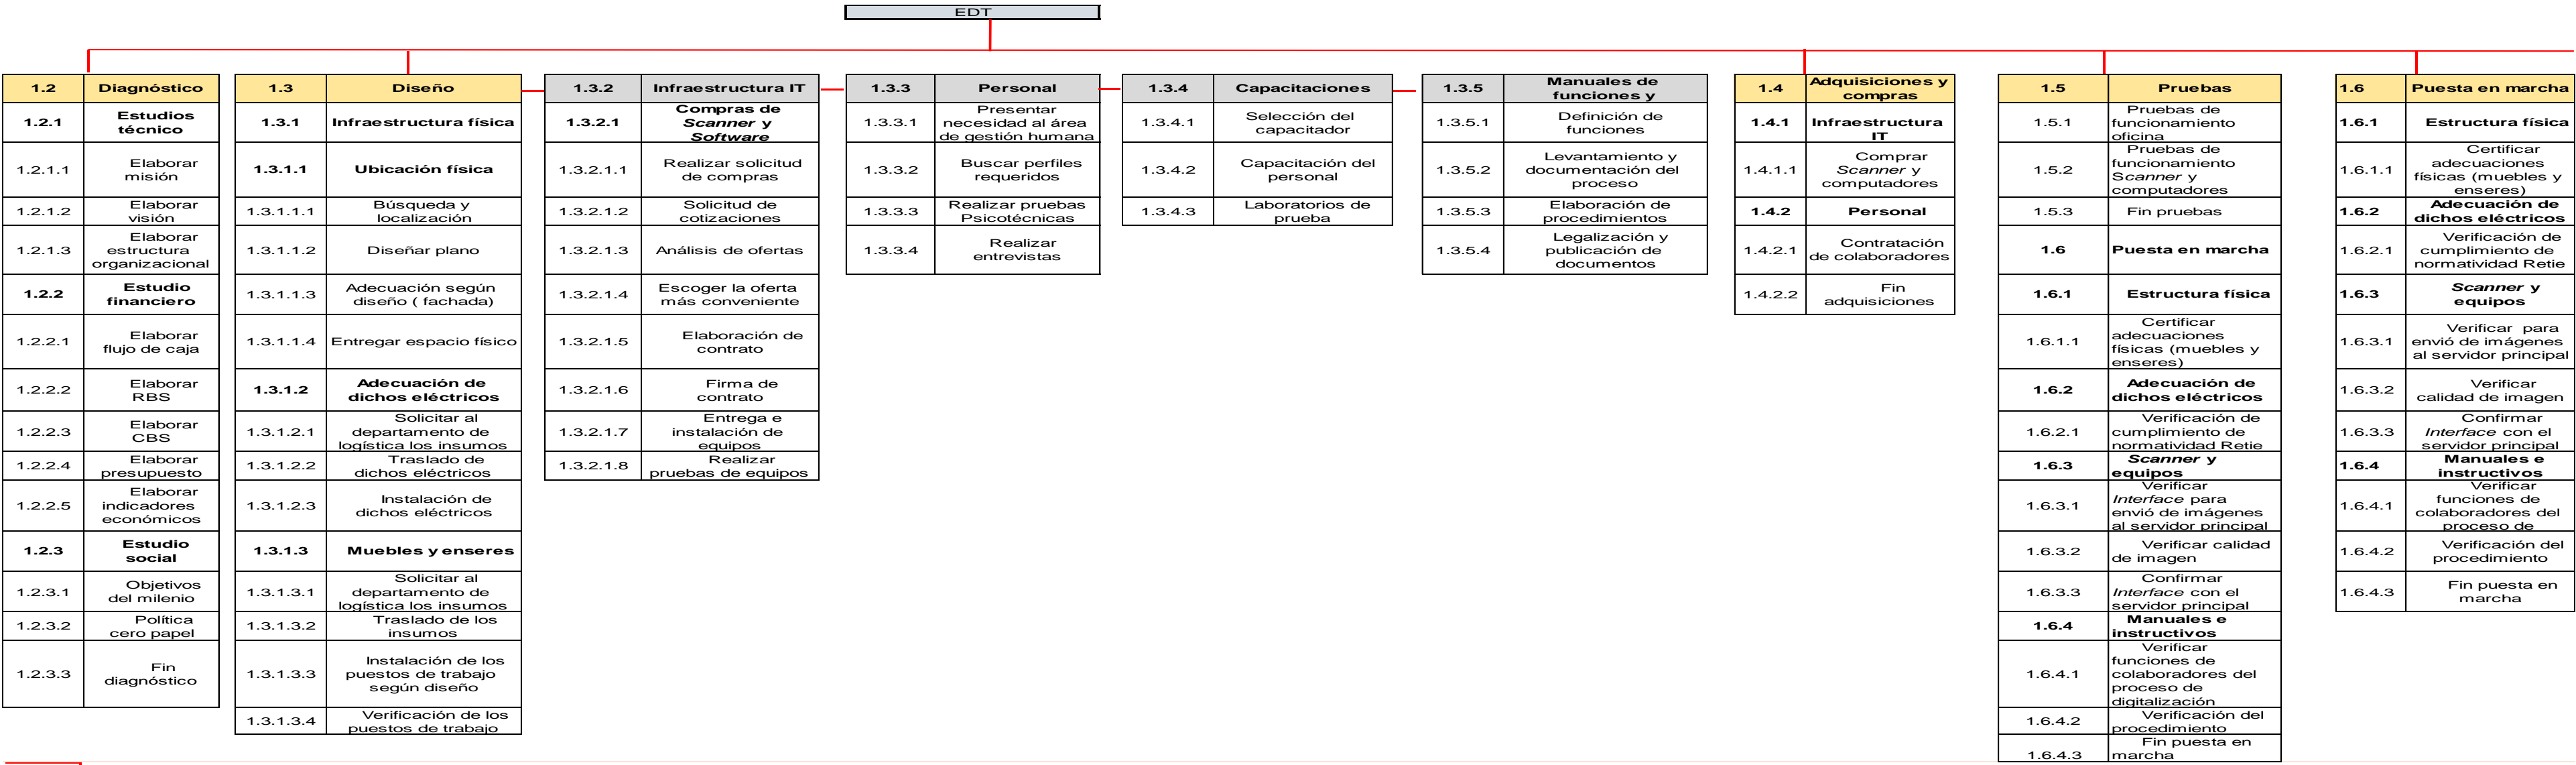 EDT
1.2 Diagnóstico
1.2.1 Estudios
técnico
1.2.1.1 Elaborar
misión
1.2.1.2 Elaborar
visión
1.2.1.3 Elaborar
estructura
organizacional
1.2.2 Estudio
financiero
1.2.2.1 Elaborar
flujo de caja
1.2.2.2 Elaborar
RBS
1.2.2.3 Elaborar
CBS
1.2.2.4 Elaborar
presupuesto
1.2.2.5 Elaborar
indicadores
económicos
1.2.3 Estudio
social
1.2.3.1 Objetivos
del milenio
1.2.3.2 Política
cero papel
1.2.3.3 Fin
diagnóstico
1.3 Diseño
1.3.1 Infraestructura física
1.3.1.1 Ubicación física
1.3.1.1.1 Búsqueda y
localización
1.3.1.1.2 Diseñar plano
1.3.1.1.3 Adecuación según
diseño ( fachada)
1.3.1.1.4 Entregar espacio físico
1.3.1.2 Adecuación de
dichos eléctricos
1.3.1.2.1 Solicitar al
departamento de
logística los insumos
1.3.1.2.2 Traslado de
dichos eléctricos
1.3.1.2.3 Instalación de
dichos eléctricos
1.3.1.3 Muebles y enseres
1.3.1.3.1 Solicitar al
departamento de
logística los insumos
1.3.1.3.2 Traslado de los
insumos
1.3.1.3.3 Instalación de los
puestos de trabajo
según diseño
1.3.1.3.4 Verificación de los
puestos de trabajo
1.3.2 Infraestructura IT
1.3.2.1 Compras de
Scanner y
Software
1.3.2.1.1 Realizar solicitud
de compras
1.3.2.1.2 Solicitud de
cotizaciones
1.3.2.1.3 Análisis de ofertas
1.3.2.1.4 Escoger la oferta
más conveniente
1.3.2.1.5 Elaboración de
contrato
1.3.2.1.6 Firma de
contrato
1.3.2.1.7 Entrega e
instalación de
equipos
1.3.2.1.8 Realizar
pruebas de equipos
1.3.3 Personal
1.3.3.1 Presentar
necesidad al área
de gestión humana
1.3.3.2 Buscar perfiles
requeridos
1.3.3.3 Realizar pruebas
Psicotécnicas
1.3.3.4 Realizar
entrevistas
1.3.4 Capacitaciones
1.3.4.1 Selección del
capacitador
1.3.4.2 Capacitación del
personal
1.3.4.3 Laboratorios de
prueba
1.3.5 Manuales de
funciones y
1.3.5.1 Definición de
funciones
1.3.5.2 Levantamiento y
documentación del
proceso
1.3.5.3 Elaboración de
procedimientos
1.3.5.4 Legalización y
publicación de
documentos
1.4 Adquisiciones y
compras
1.4.1 Infraestructura
IT
1.4.1.1 Comprar
Scanner y
computadores
1.4.2 Personal
1.4.2.1 Contratación
de colaboradores
1.4.2.2 Fin
adquisiciones
1.5 Pruebas
1.5.1 Pruebas de
funcionamiento
oficina
1.5.2 Pruebas de
funcionamiento
Scanner y
computadores
1.5.3 Fin pruebas
1.6 Puesta en marcha
1.6.1 Estructura física
1.6.1.1 Certificar
adecuaciones
físicas (muebles y
enseres)
1.6.2 Adecuación de
dichos eléctricos
1.6.2.1 Verificación de
cumplimiento de
normatividad Retie
1.6.3 Scanner y
equipos
1.6.3.1 Verificar
Interface para
envió de imágenes
al servidor principal
1.6.3.2 Verificar calidad
de imagen
1.6.3.3 Confirmar
Interface con el
servidor principal
1.6.4 Manuales e
instructivos
1.6.4.1 Verificar
funciones de
colaboradores del
proceso de
digitalización
1.6.4.2 Verificación del
procedimiento
1.6.4.3 Fin puesta en
marcha
1.6 Puesta en marcha
1.6.1 Estructura física
1.6.1.1 Certificar
adecuaciones
físicas (muebles y
enseres)
1.6.2 Adecuación de
dichos eléctricos
1.6.2.1 Verificación de
cumplimiento de
normatividad Retie
1.6.3 Scanner y
equipos
1.6.3.1 Verificar para
envió de imágenes
al servidor principal
1.6.3.2 Verificar
calidad de imagen
1.6.3.3 Confirmar
Interface con el
servidor principal
1.6.4 Manuales e
instructivos
1.6.4.1 Verificar
funciones de
colaboradores del
proceso de
1.6.4.2 Verificación del
procedimiento
1.6.4.3 Fin puesta en
marcha